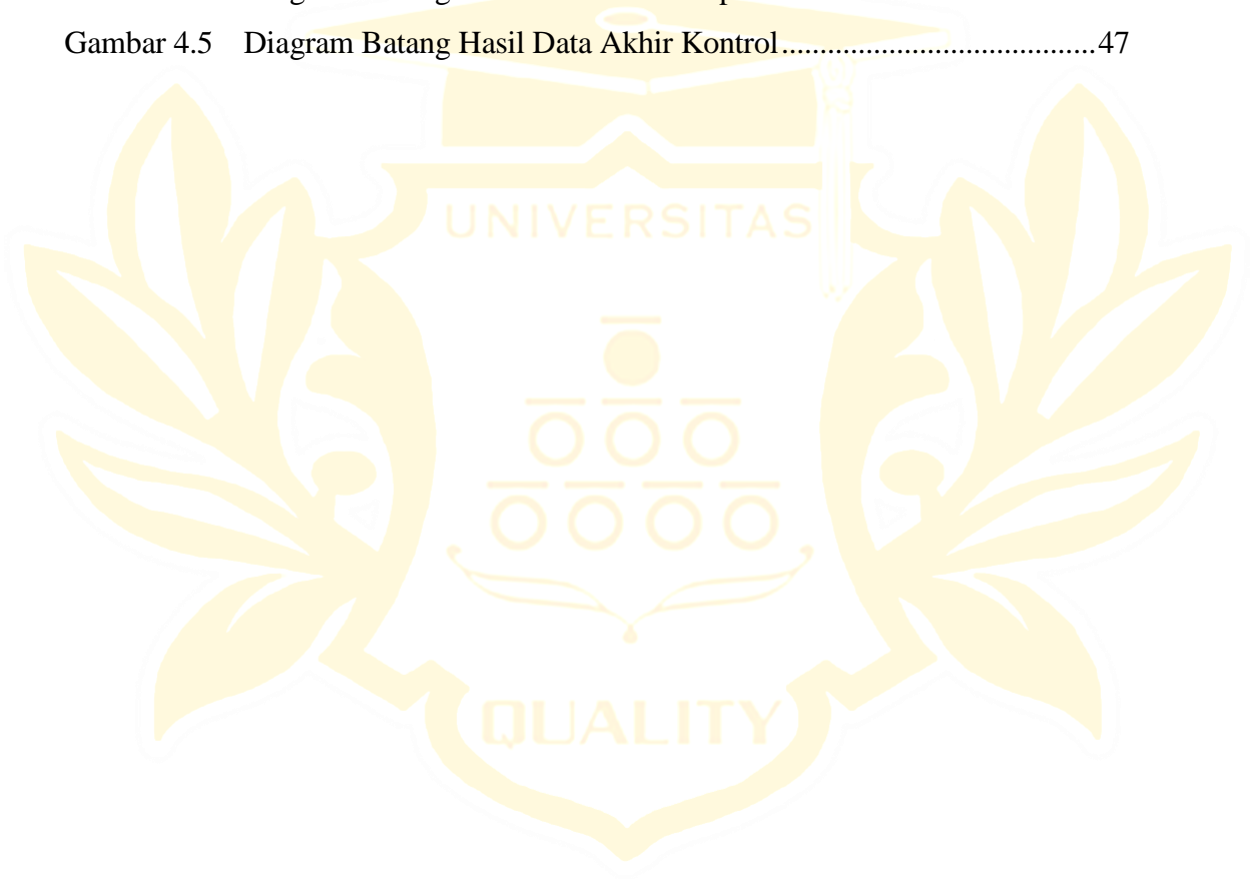 Gambar 4.5 Diagram Batang Hasil Data Akhir Kontrol.........................................47
UNIVERSITAS
QUALITY